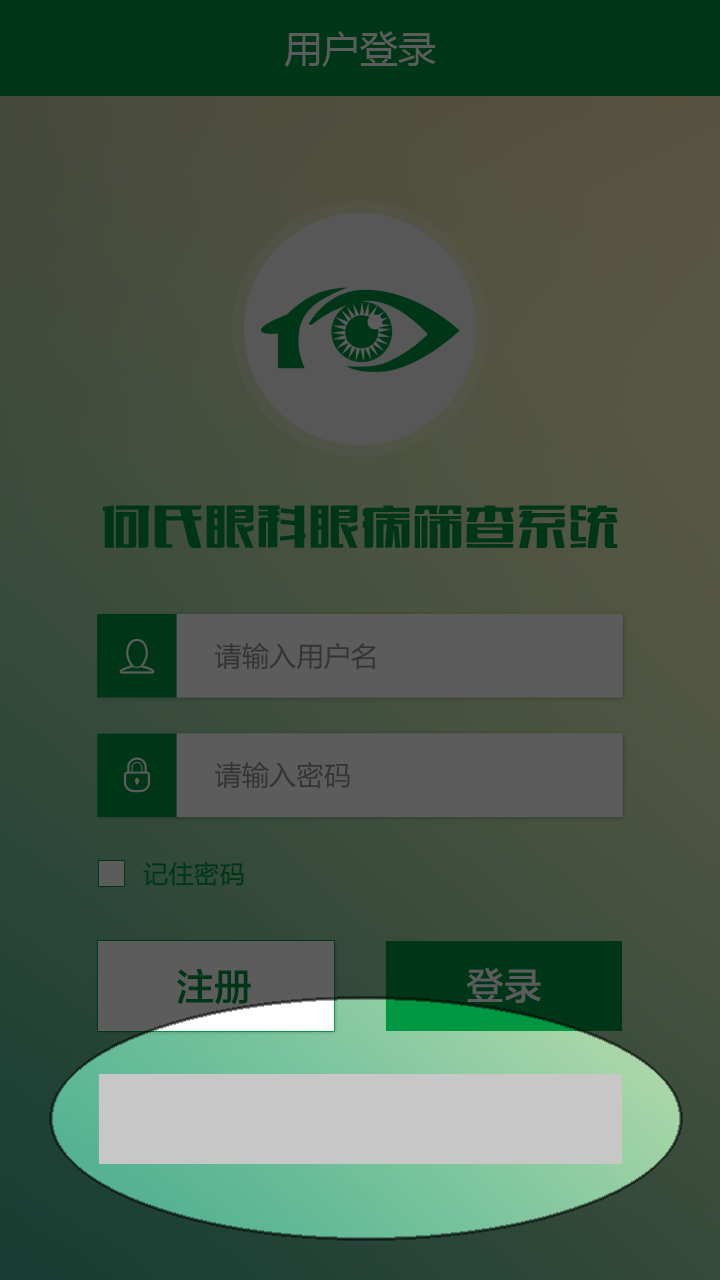 用户登录
何氏眼科眼病筛查系统
请输入用户名
请输入密码
记住密码
注册 登录